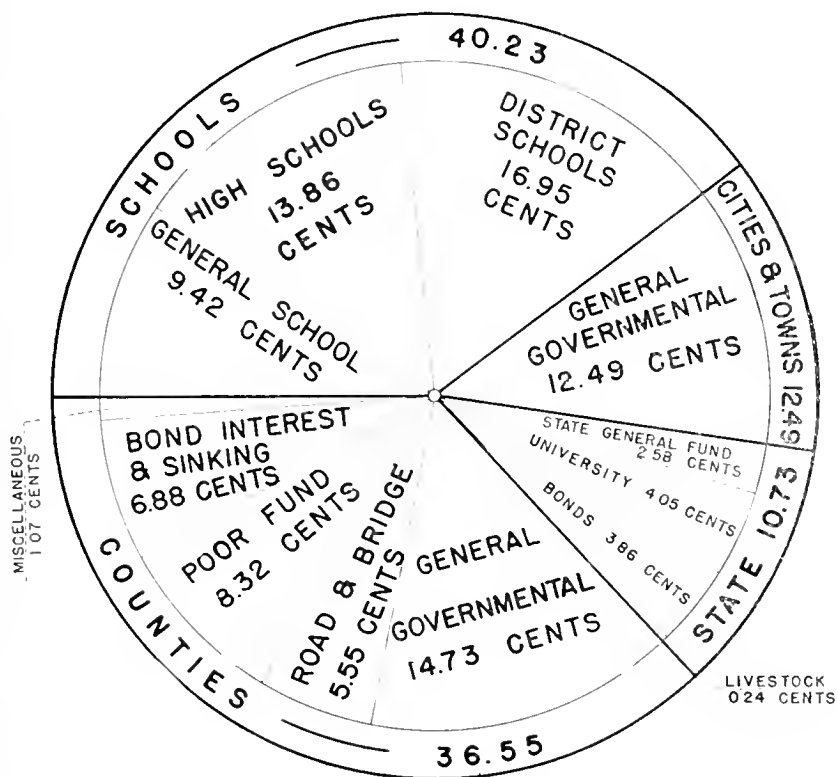 SCHOOLS
40.23
DISTRICT
SCHOOLS
16.95
CENTS
HIGH SCHOOLS
13.86
CENTS
GENERAL SCHOOL
9.42 CENTS
CITIES & TOWNS 12.49
GENERAL
GOVERNMENTAL
12.49 CENTS
STATE 10.73
STATE GENERAL FUND
2.58 CENTS
UNIVERSITY 4.05 CENTS
BONDS 3.86 CENTS
LIVESTOCK
0.24 CENTS
COUNTIES
36.55
GENERAL
GOVERNMENTAL
14.73 CENTS
ROAD & BRIDGE
5.55 CENTS
POOR FUND
8.32 CENTS
BOND INTEREST
& SINKING
6.88 CENTS
MISCELLANEOUS
1.07 CENTS